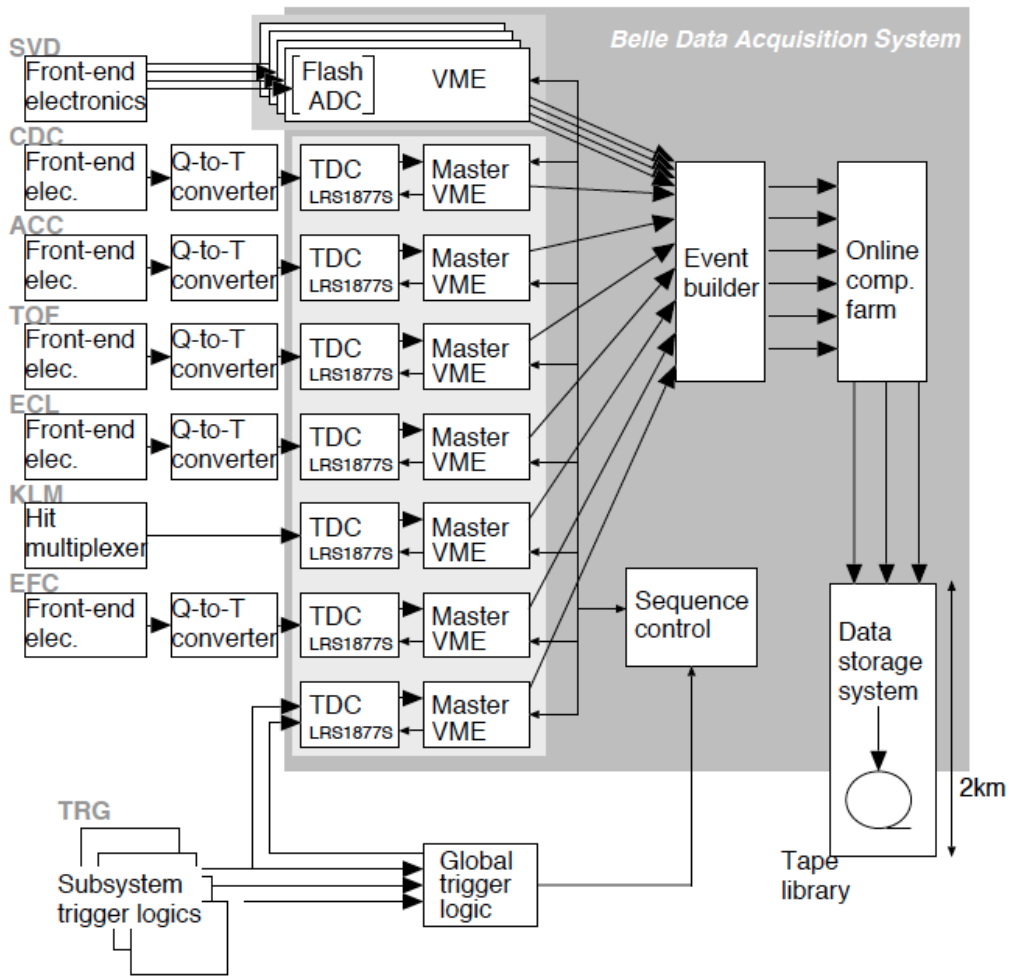 Belle Data Acquisition System
SVD
Front-end
electronics
Flash
ADC
VME
CDC
Front-end
elec.
Q-to-T
converter
TDC
LRS1877S
Master
VME
ACC
Front-end
elec.
Q-to-T
converter
TDC
LRS1877S
Master
VME
Event
builder
Online
comp.
farm
TOF
Front-end
elec.
Q-to-T
converter
TDC
LRS1877S
Master
VME
ECL
Front-end
elec.
Q-to-T
converter
TDC
LRS1877S
Master
VME
KLM
Hit
multiplexer
TDC
LRS1877S
Master
VME
EFC
Front-end
elec.
Q-to-T
converter
TDC
LRS1877S
Master
VME
Sequence
control
Data
storage
system
TDC
LRS1877S
Master
VME
2km
TRG
Subsystem
trigger logics
Global
trigger
logic
Tape
library